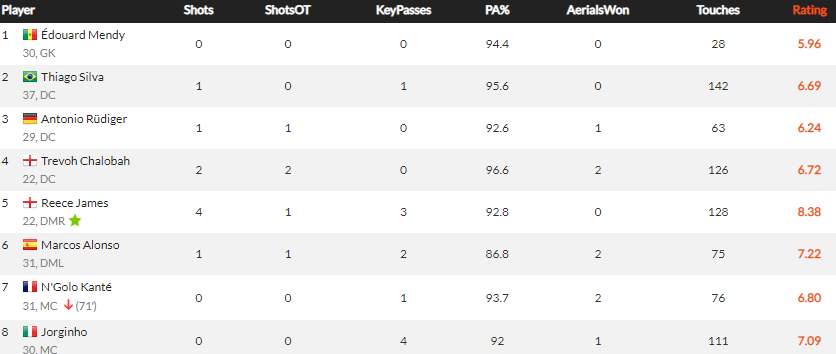 Player Shots ShotsOT KeyPasses PA% AerialsWon Touches Rating
1 Édouard Mendy 0 0 0 94.4 0 28 5.96
30, GK
2 Thiago Silva 1 0 1 95.6 0 142 6.69
37, DC
3 Antonio Rüdiger 1 1 0 92.6 1 63 6.24
29, DC
4 Trevoh Chalobah 2 2 0 96.6 2 126 6.72
22, DC
5 Reece James 4 1 3 92.8 0 128 8.38
22, DMR
6 Marcos Alonso 1 1 2 86.8 2 75 7.22
31, DML
7 N'Golo Kanté 0 0 1 93.7 2 76 6.80
31, MC (71')
8 Jorginho 0 0 4 92 1 111 7.09
30, MC